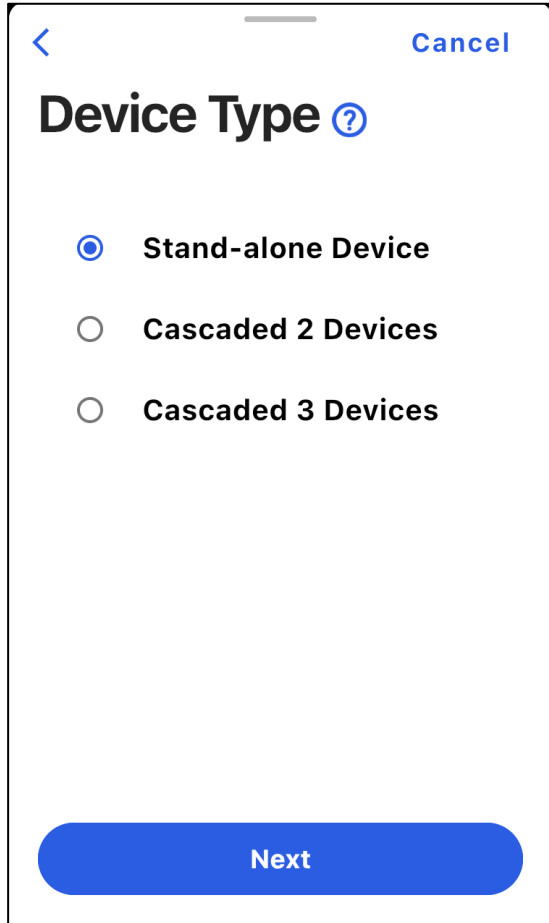 Cancel
Device Type ?
Stand-alone Device
Cascaded 2 Devices
Cascaded 3 Devices
Next